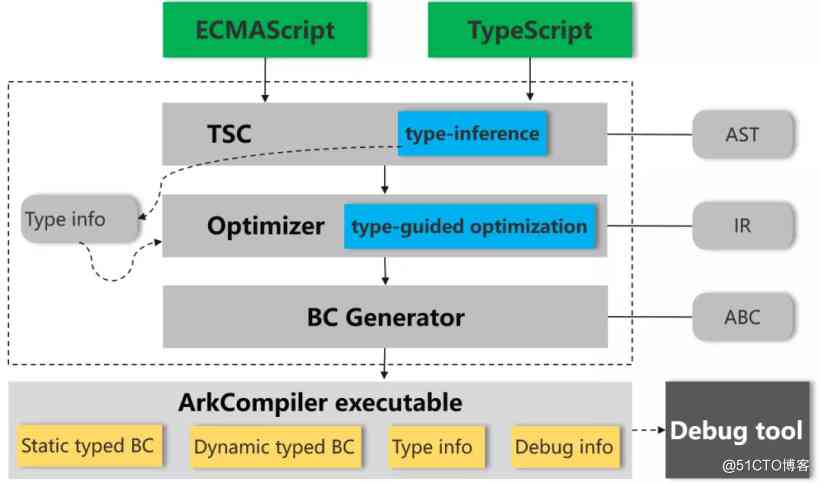 ECMAScript
TypeScript
TSC
type-inference
AST
Type info
Optimizer
type-guided optimization
IR
BC Generator
ABC
ArkCompiler executable
Static typed BC
Dynamic typed BC
Type info
Debug info
Debug tool
@51CTO博客